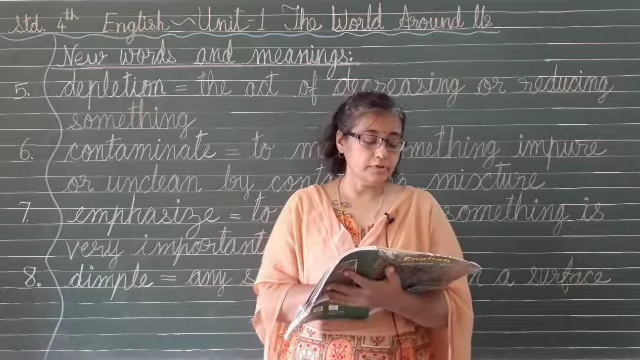 Std. 4th English ~ Unit-1 The World Around Us
New words and meanings:
5. depletion = the act of decreasing or reducing
something
6. contaminate = to something impure
or unclean by mixture
7. emphasize = to something is
very important
8. dimple = any a surface
English